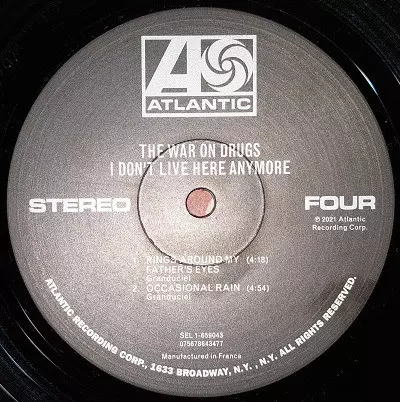 ATLANTIC
THE WAR ON DRUGS
I DON'T LIVE HERE ANYMORE
STEREO
FOUR
℗ 2021 Atlantic
Recording Corp.
1. RINGS AROUND MY (4:18)
FATHER'S EYES
Granduciel
2. OCCASIONAL RAIN (4:54)
Granduciel
SEL 1-659045
075678643477
Manufactured in France
ATLANTIC RECORDING CORP., 1633 BROADWAY, N.Y., N.Y. ALL RIGHTS RESERVED.